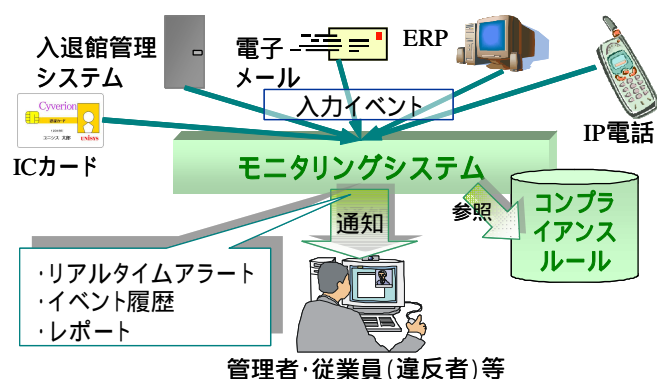 入退館管理
システム
電子
メール
ERP
入力イベント
Cyverion
UNISYS
ICカード
IP電話
モニタリングシステム
通知
参照
コンプラ
イアンス
ルール
・リアルタイムアラート
・イベント履歴
・レポート
管理者・従業員(違反者)等